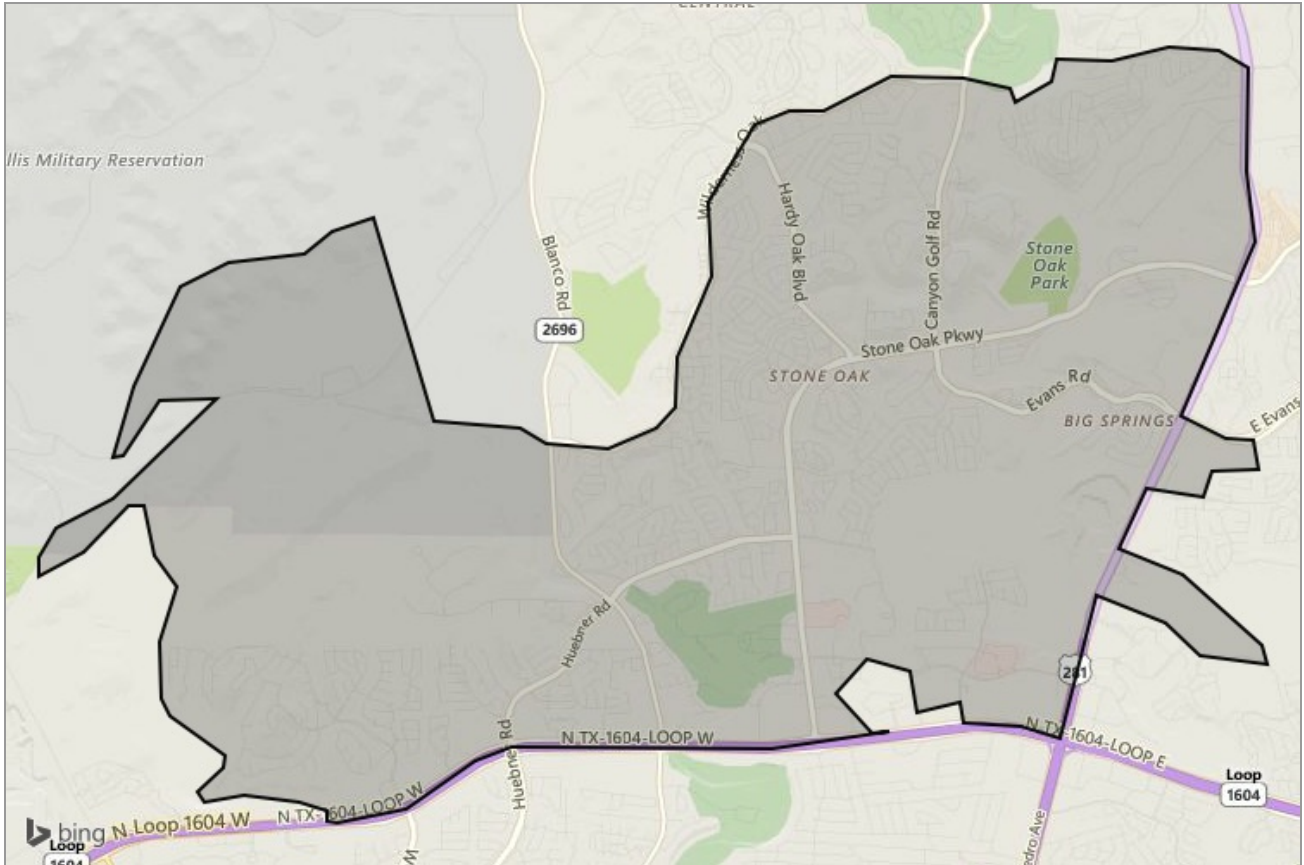 CENTRAL
llis Military Reservation
Wilderness Oak
Hardy Oak Blvd
Canyon Golf Rd
Stone
Oak
Park
Blanco Rd
2696
Stone Oak Pkwy
STONE OAK
Evans Rd
BIG SPRINGS
E Evans
Huebner Rd
281
N TX-1604-LOOP W
Huebner Rd
N TX-1604-LOOP E
Loop
1604
N TX-1604-LOOP W
bing
N Loop 1604 W
Loop
1604
W
edro Ave